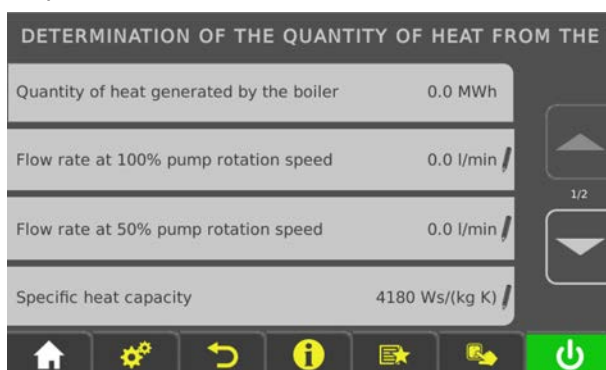 DETERMINATION OF THE QUANTITY OF HEAT FROM THE
Quantity of heat generated by the boiler 0.0 MWh
Flow rate at 100% pump rotation speed 0.0 l/min
1/2
Flow rate at 50% pump rotation speed 0.0 l/min
Specific heat capacity 4180 Ws/(kg K)